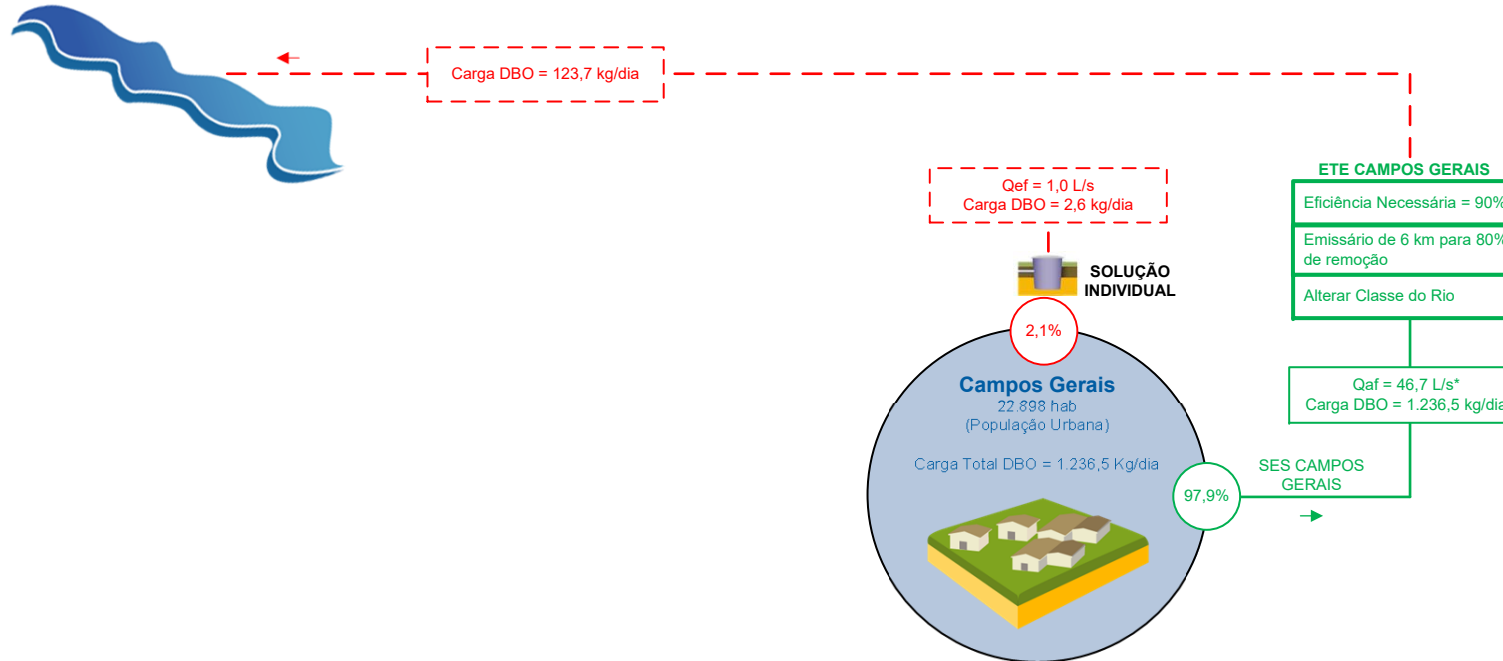 Carga DBO = 123,7 kg/dia
Qef = 1,0 L/s
Carga DBO = 2,6 kg/dia
SOLUÇÃO
INDIVIDUAL
2,1%
ETE CAMPOS GERAIS
Eficiência Necessária = 90%
Emissário de 6 km para 80%
de remoção
Alterar Classe do Rio
Qaf = 46,7 L/s*
Carga DBO = 1.236,5 kg/dia
Campos Gerais
22.898 hab
(População Urbana)
Carga Total DBO = 1.236,5 Kg/dia
97,9%
SES CAMPOS
GERAIS